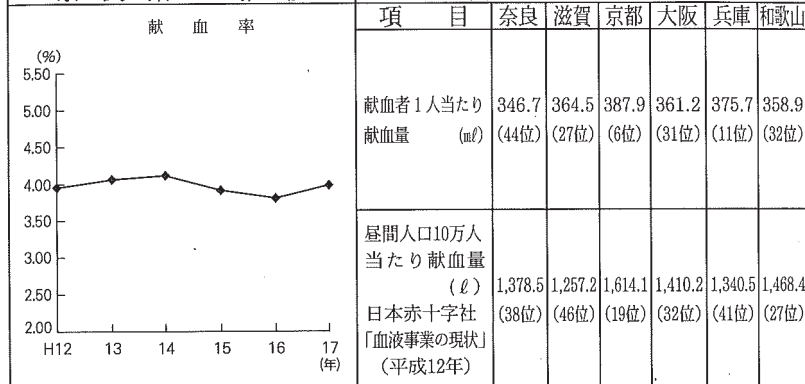 献血率
(%)
5.50
5.00
4.50
4.00
3.50
3.00
2.50
2.00
H12 13 14 15 16 17
(年)
項 目 奈良 滋賀 京都 大阪 兵庫 和歌山
献血者1人当たり 346.7 364.5 387.9 361.2 375.7 358.9
献血量 (mℓ) (44位) (27位) (6位) (31位) (11位) (32位)
昼間人口10万人
当たり献血量
(ℓ) 1,378.5 1,257.2 1,614.1 1,410.2 1,340.5 1,468.4
日本赤十字社 (38位) (46位) (19位) (32位) (41位) (27位)
「血液事業の現状」
(平成12年)